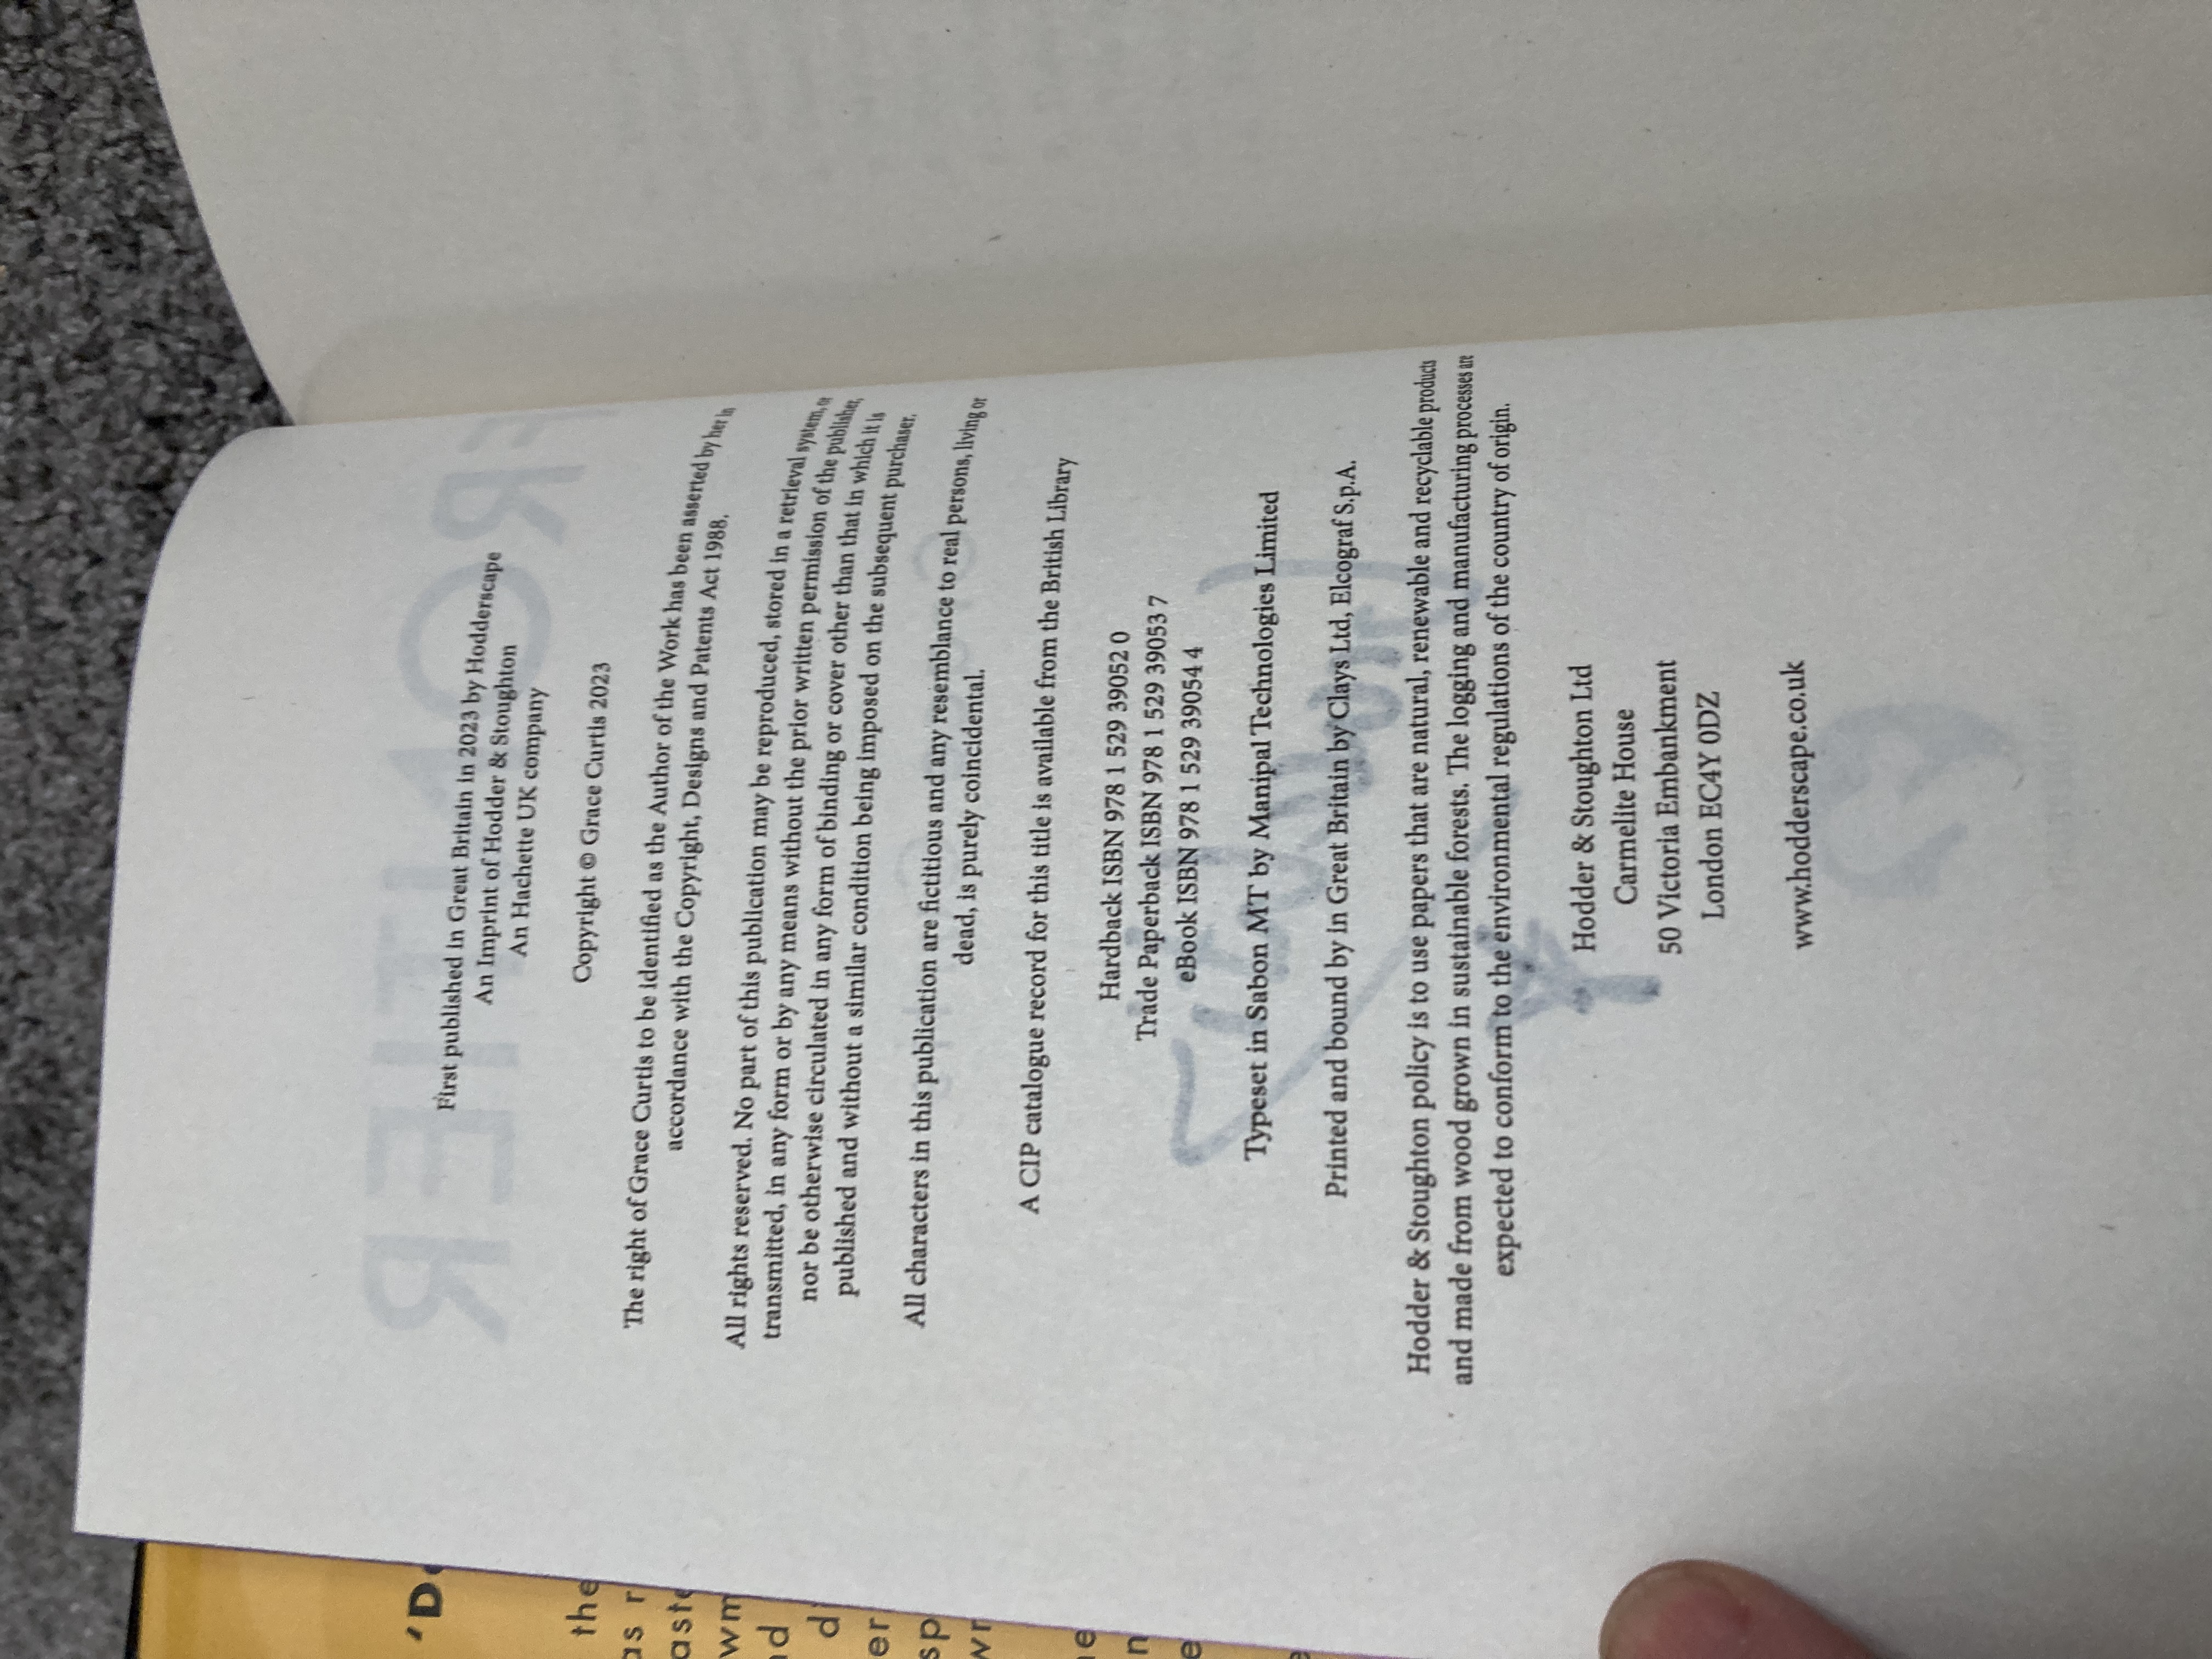 First published in Great Britain in 2023 by Hodderscape
An Imprint of Hodder & Stoughton
An Hachette UK company
Copyright © Grace Curtis 2023
The right of Grace Curtis to be identified as the Author of the Work has been asserted by her in
accordance with the Copyright, Designs and Patents Act 1988.
All rights reserved. No part of this publication may be reproduced, stored in a retrieval system, or
transmitted, in any form or by any means without the prior written permission of the publisher,
nor be otherwise circulated in any form of binding or cover other than that in which it is
published and without a similar condition being imposed on the subsequent purchaser.
All characters in this publication are fictitious and any resemblance to real persons, living or
dead, is purely coincidental.
A CIP catalogue record for this title is available from the British Library
Hardback ISBN 978 1 529 39052 0
Trade Paperback ISBN 978 1 529 39053 7
eBook ISBN 978 1 529 39054 4
Typeset in Sabon MT by Manipal Technologies Limited
Printed and bound by in Great Britain by Clays Ltd, Elcograf S.p.A.
Hodder & Stoughton policy is to use papers that are natural, renewable and recyclable products
and made from wood grown in sustainable forests. The logging and manufacturing processes are
expected to conform to the environmental regulations of the country of origin.
Hodder & Stoughton Ltd
Carmelite House
50 Victoria Embankment
London EC4Y 0DZ
www.hodderscape.co.uk
FRONTIER
the